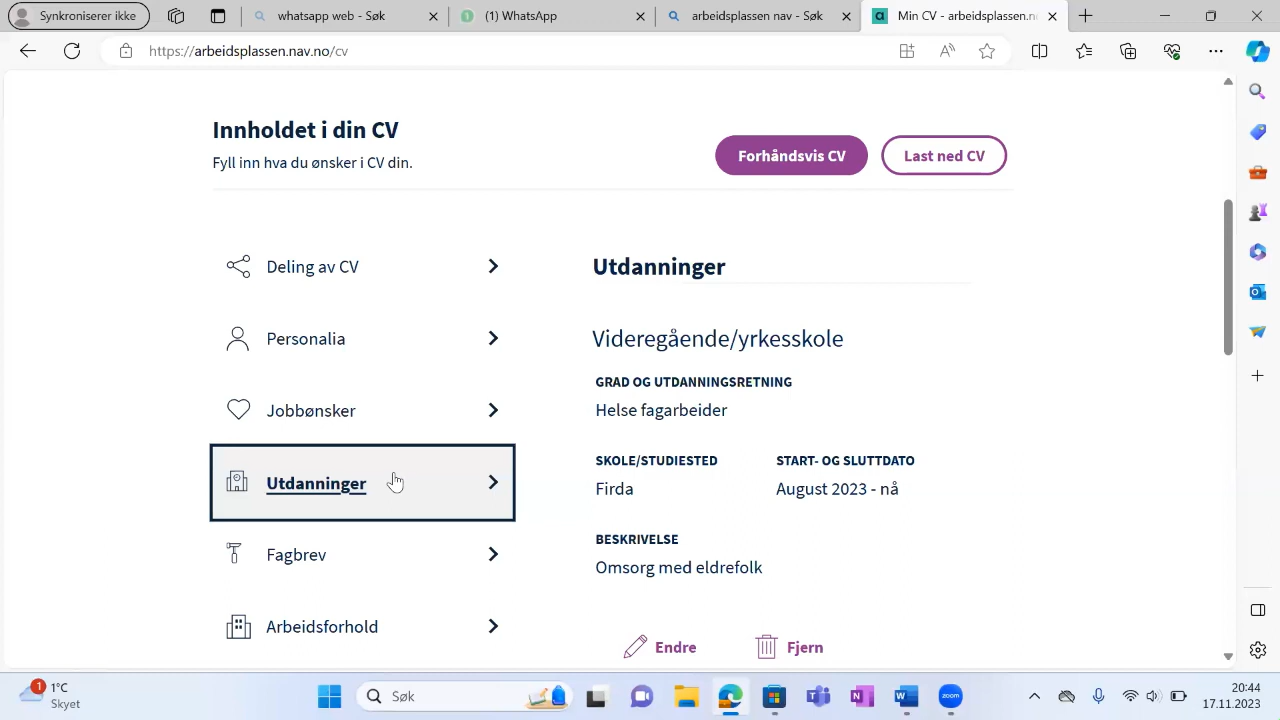 Synkroniserer ikke
whatsapp web - Søk
(1) WhatsApp
arbeidsplassen nav - Søk
Min CV - arbeidsplassen.n
https://arbeidsplassen.nav.no/cv
Innholdet i din CV
Fyll inn hva du ønsker i CV din.
Forhåndsvis CV
Last ned CV
Deling av CV
Personalia
Jobbønsker
Utdanninger
Fagbrev
Arbeidsforhold
Utdanninger
Videregående/yrkesskole
GRAD OG UTDANNINGSRETNING
Helse fagarbeider
SKOLE/STUDIESTED START- OG SLUTTDATO
Firda August 2023 - nå
BESKRIVELSE
Omsorg med eldrefolk
Endre Fjern
1
1°C
Skyet
Søk
zoom
20:44
17.11.2023